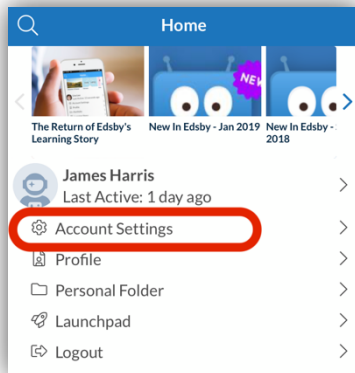 Home
NEW
The Return of Edsby's
Learning Story
New In Edsby - Jan 2019
New In Edsby -
2018
James Harris
Last Active: 1 day ago
Account Settings
Profile
Personal Folder
Launchpad
Logout